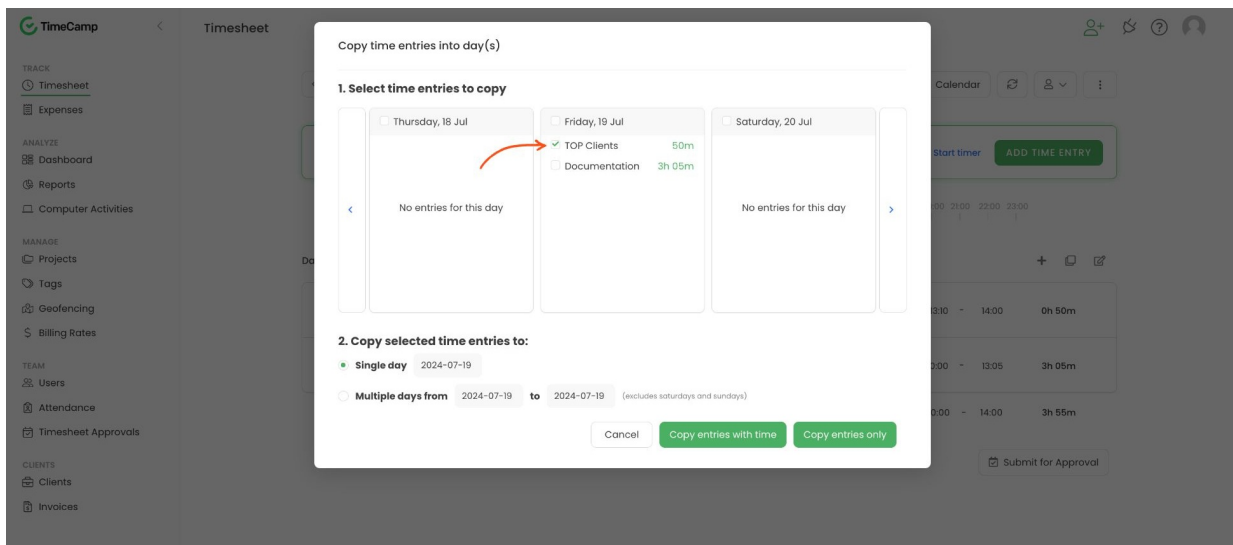 TimeCamp
Timesheet
TRACK
Timesheet
Expenses
ANALYZE
Dashboard
Reports
Computer Activities
MANAGE
Projects
Tags
Geofencing
Billing Rates
TEAM
Users
Attendance
Timesheet Approvals
CLIENTS
Clients
Invoices
Copy time entries into day(s)
1. Select time entries to copy
Thursday, 18 Jul
No entries for this day
Friday, 19 Jul
TOP Clients 50m
Documentation 3h 05m
Saturday, 20 Jul
No entries for this day
2. Copy selected time entries to:
Single day 2024-07-19
Multiple days from 2024-07-19 to 2024-07-19 (excludes saturdays and sundays)
Cancel Copy entries with time Copy entries only
Calendar
Start timer ADD TIME ENTRY
21:00 22:00 23:00
13:10 - 14:00 0h 50m
- 13:05 3h 05m
- 14:00 3h 55m
Submit for Approval